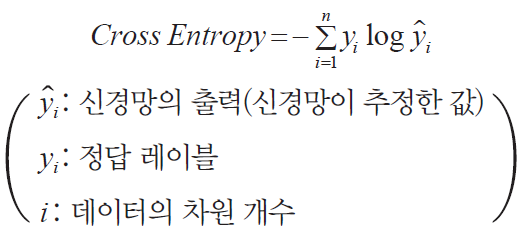 Cross Entropy = − n∑i=1 yᵢ log ŷᵢ
ŷᵢ: 신경망의 출력(신경망이 추정한 값)
yᵢ: 정답 레이블
i: 데이터의 차원 개수